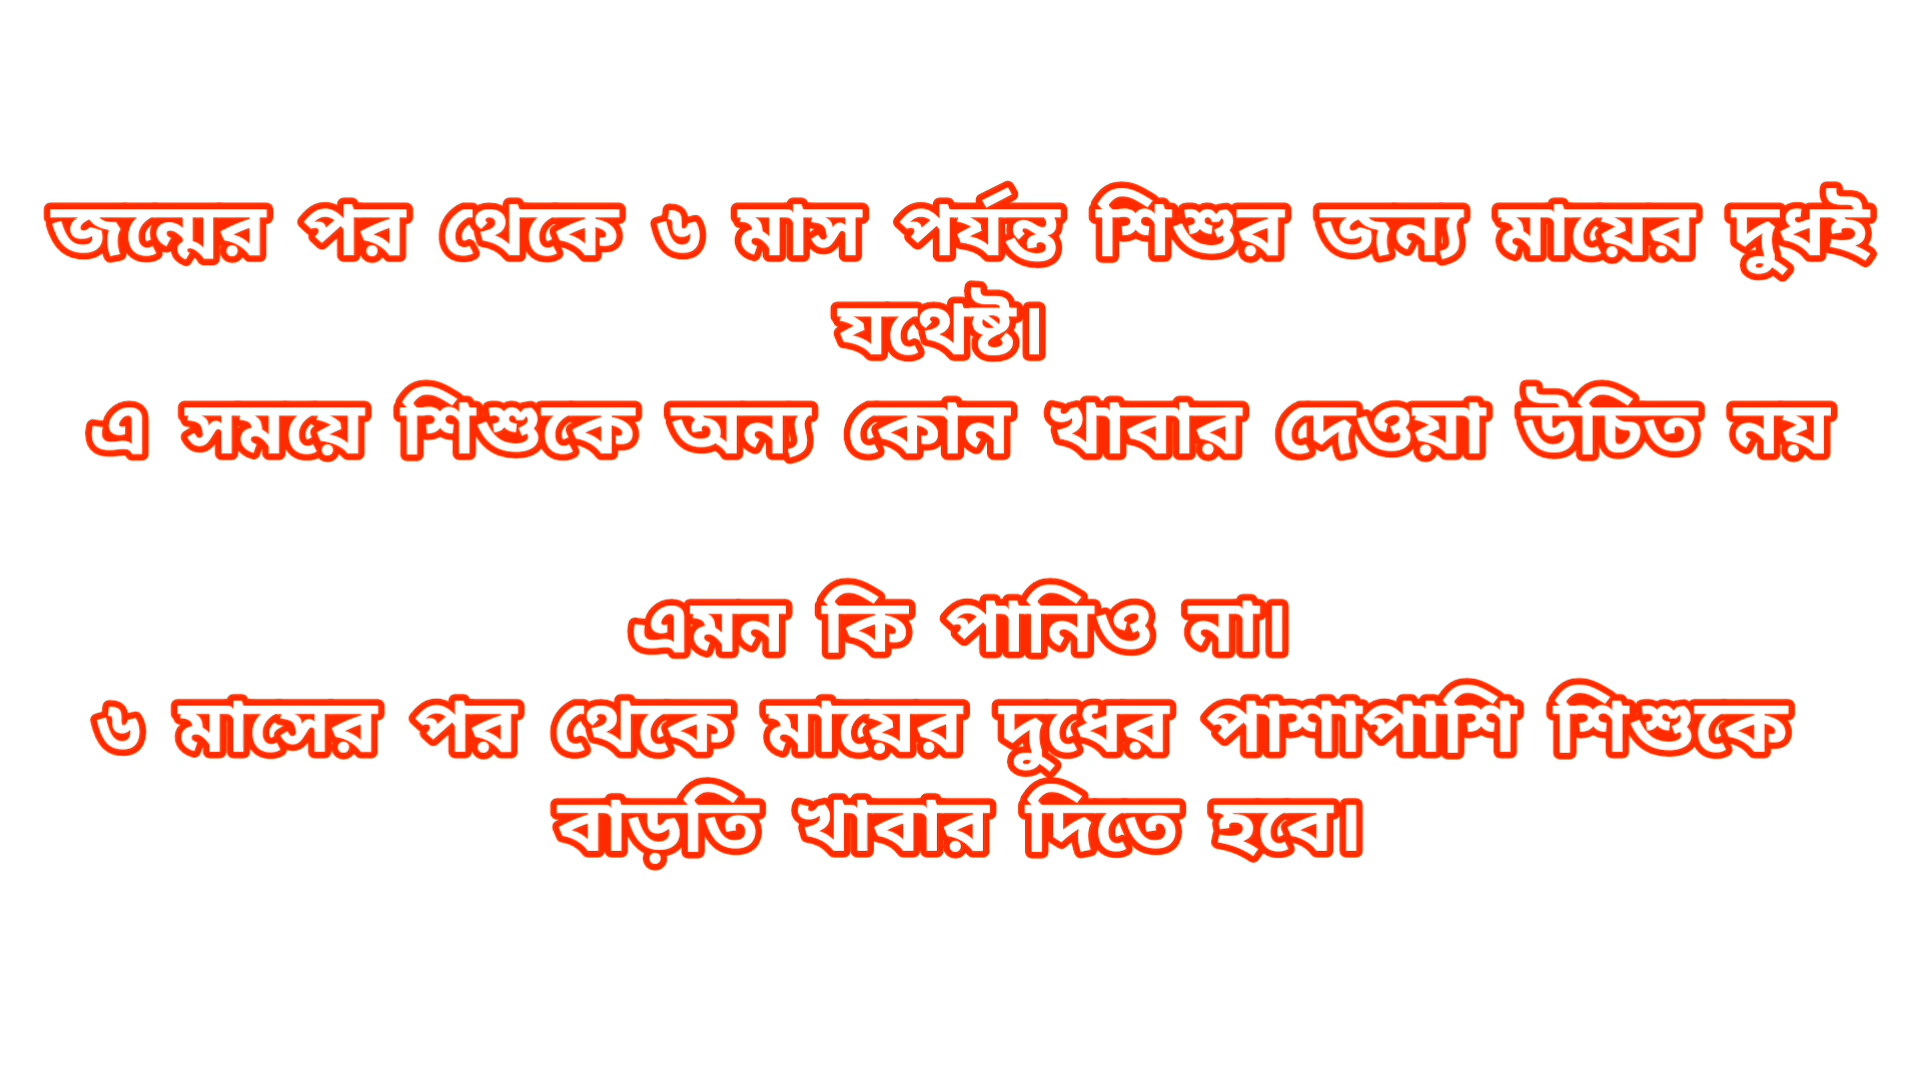 জন্মের পর থেকে ৬ মাস পর্যন্ত শিশুর জন্য মায়ের দুধই
যথেষ্ট।
এ সময়ে শিশুকে অন্য কোন খাবার দেওয়া উচিত নয়
এমন কি পানিও না।
৬ মাসের পর থেকে মায়ের দুধের পাশাপাশি শিশুকে
বাড়তি খাবার দিতে হবে।